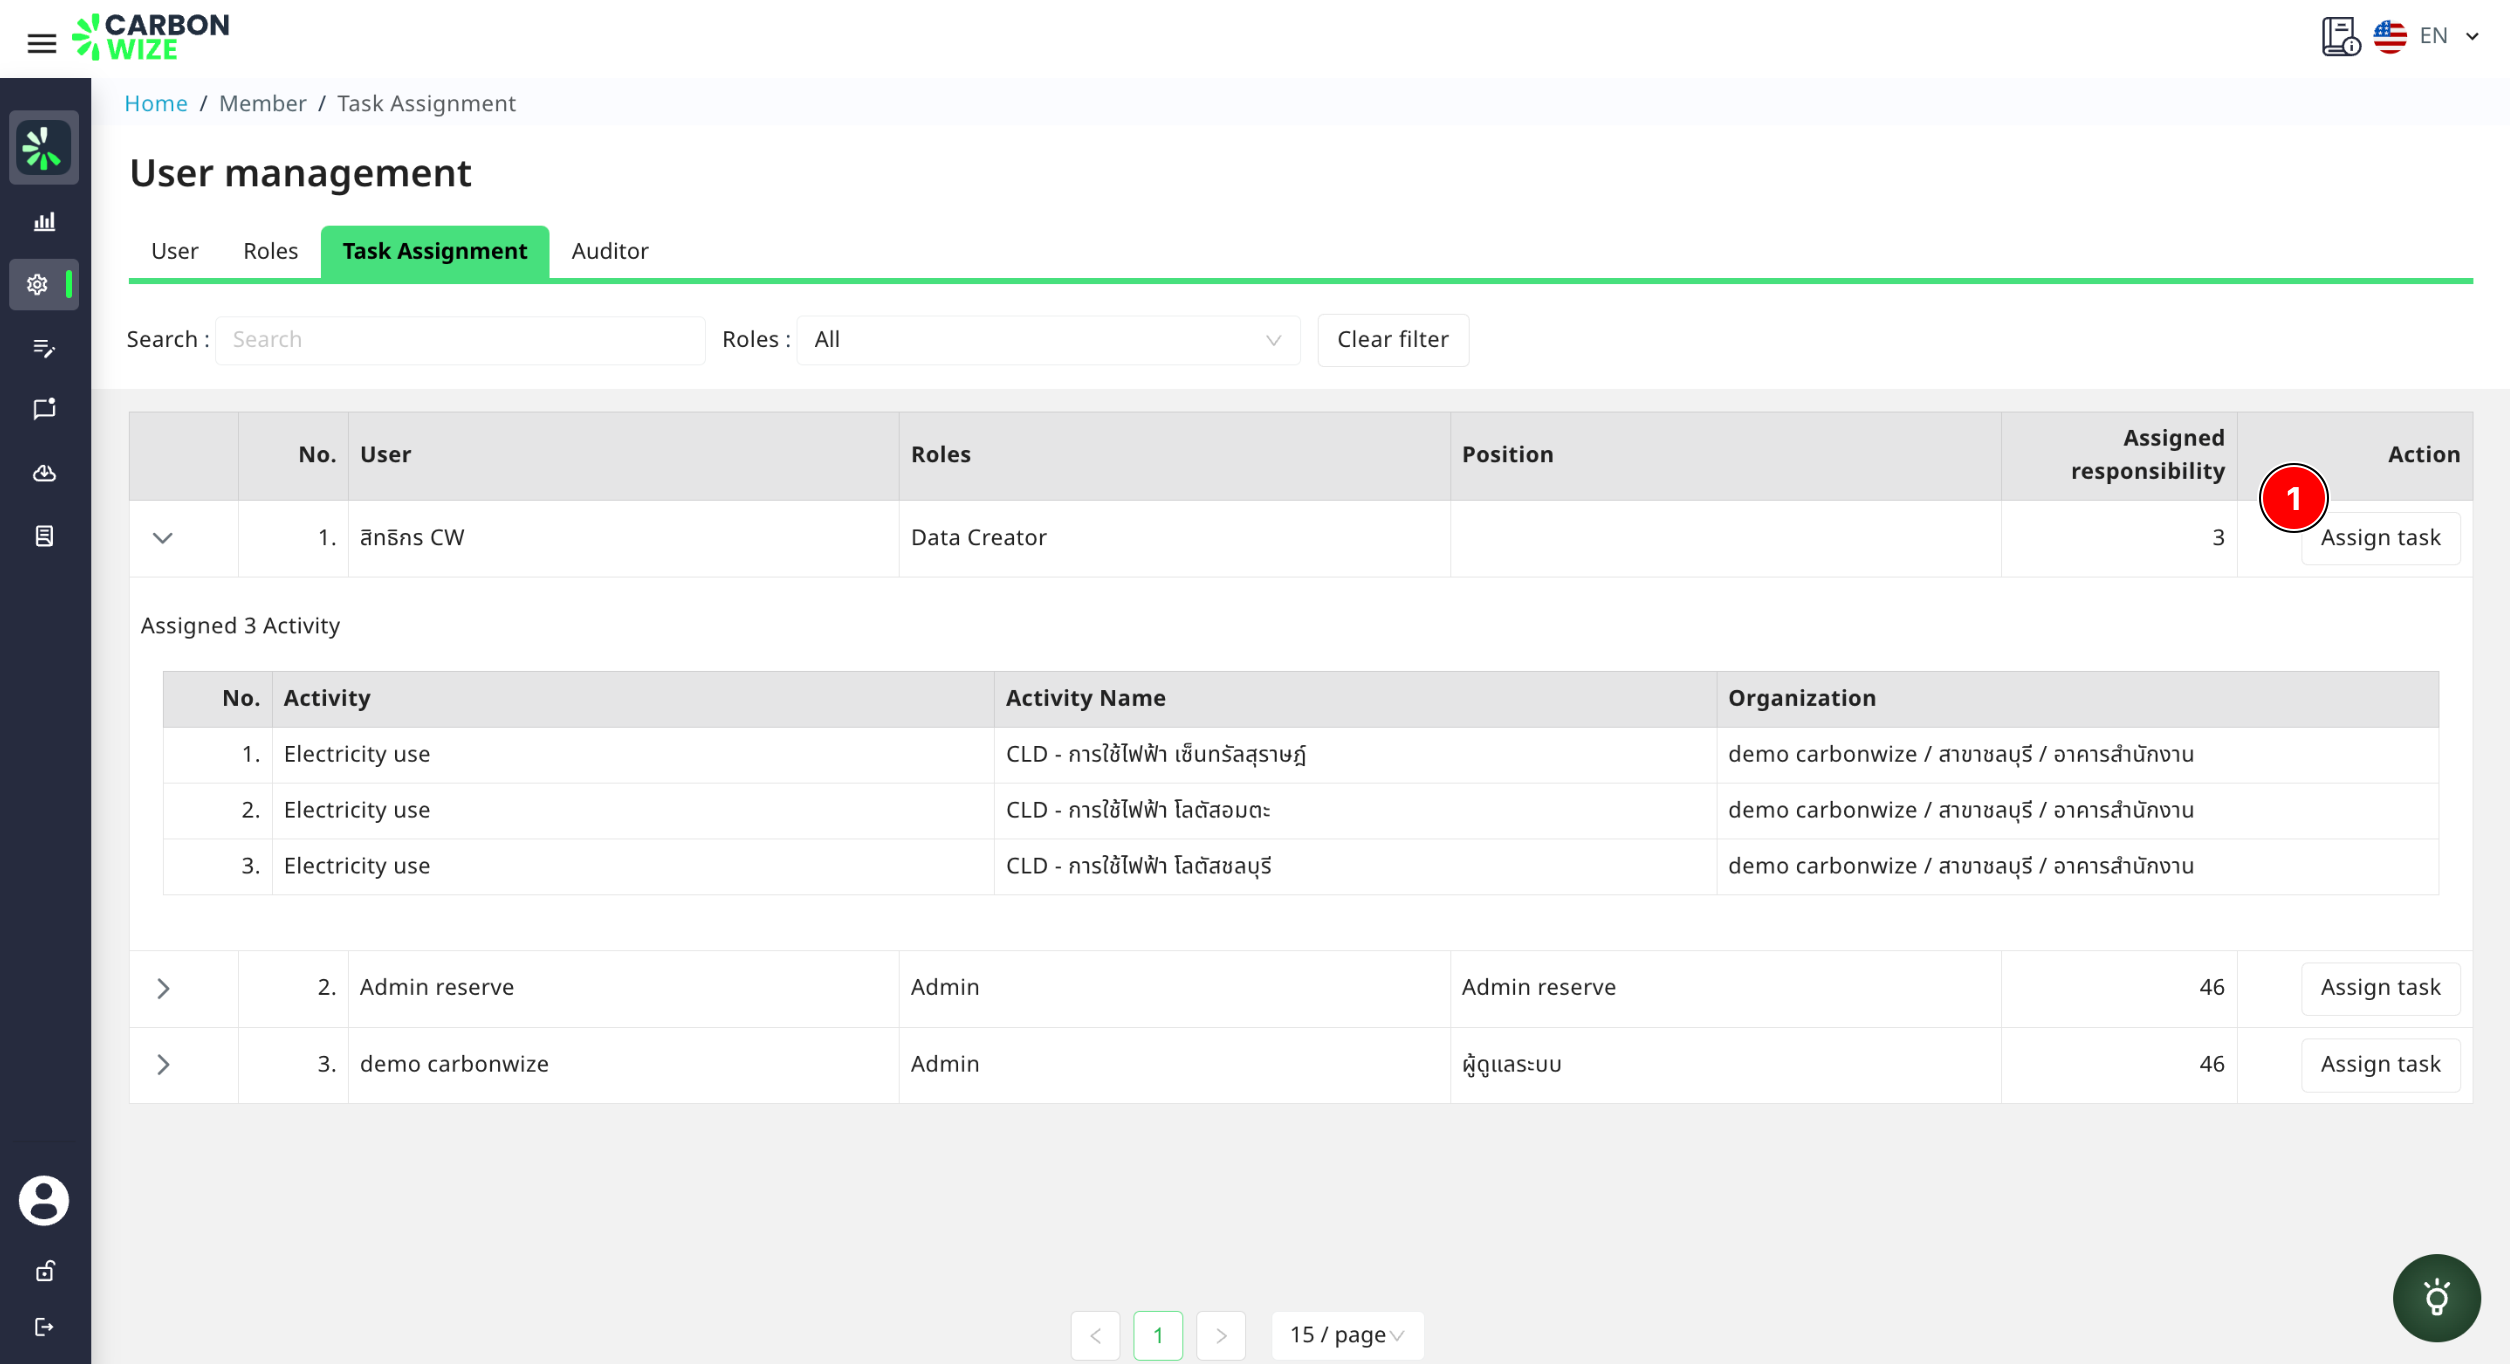 CARBON
WIZE
EN
Home / Member / Task Assignment
User management
User Roles Task Assignment Auditor
Search : Search Roles : All Clear filter
No. User Roles Position Assigned responsibility Action
1
1. สิทธิกร CW Data Creator 3 Assign task
Assigned 3 Activity
No. Activity Activity Name Organization
1. Electricity use CLD - การใช้ไฟฟ้า เซ็นทรัลสุราษฎ์ demo carbonwize / สาขาชลบุรี / อาคารสำนักงาน
2. Electricity use CLD - การใช้ไฟฟ้า โลตัสอมตะ demo carbonwize / สาขาชลบุรี / อาคารสำนักงาน
3. Electricity use CLD - การใช้ไฟฟ้า โลตัสชลบุรี demo carbonwize / สาขาชลบุรี / อาคารสำนักงาน
2. Admin reserve Admin Admin reserve 46 Assign task
3. demo carbonwize Admin ผู้ดูแลระบบ 46 Assign task
< 1 > 15 / page